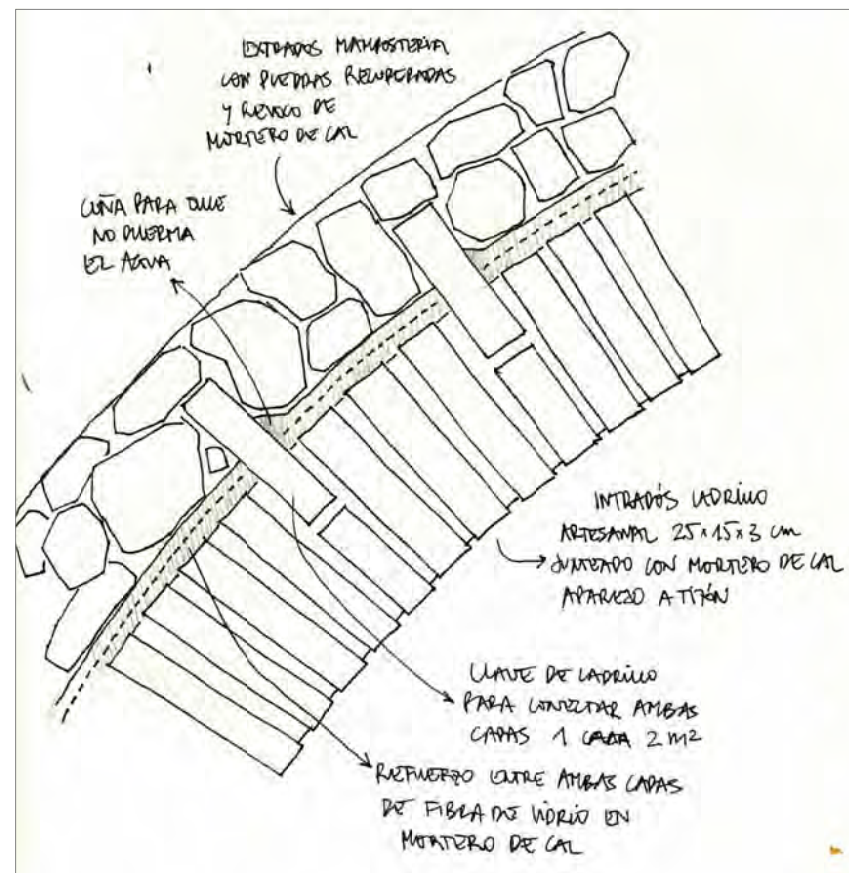 EXTRADOS MAMPOSTERIA
CON PIEDRAS RECUPERADAS
Y REVOCO DE
MORTERO DE CAL
CUÑA PARA QUE
NO DUERMA
EL AGUA
INTRADÓS LADRILLO
ARTESANAL 25x15x3 cm
JUNTEADO CON MORTERO DE CAL
APAREJO A TIZÓN
LLAVE DE LADRILLO
PARA CONECTAR AMBAS
CAPAS 1 CADA 2 m²
REFUERZO ENTRE AMBAS CAPAS
DE FIBRA DE VIDRIO EN
MORTERO DE CAL